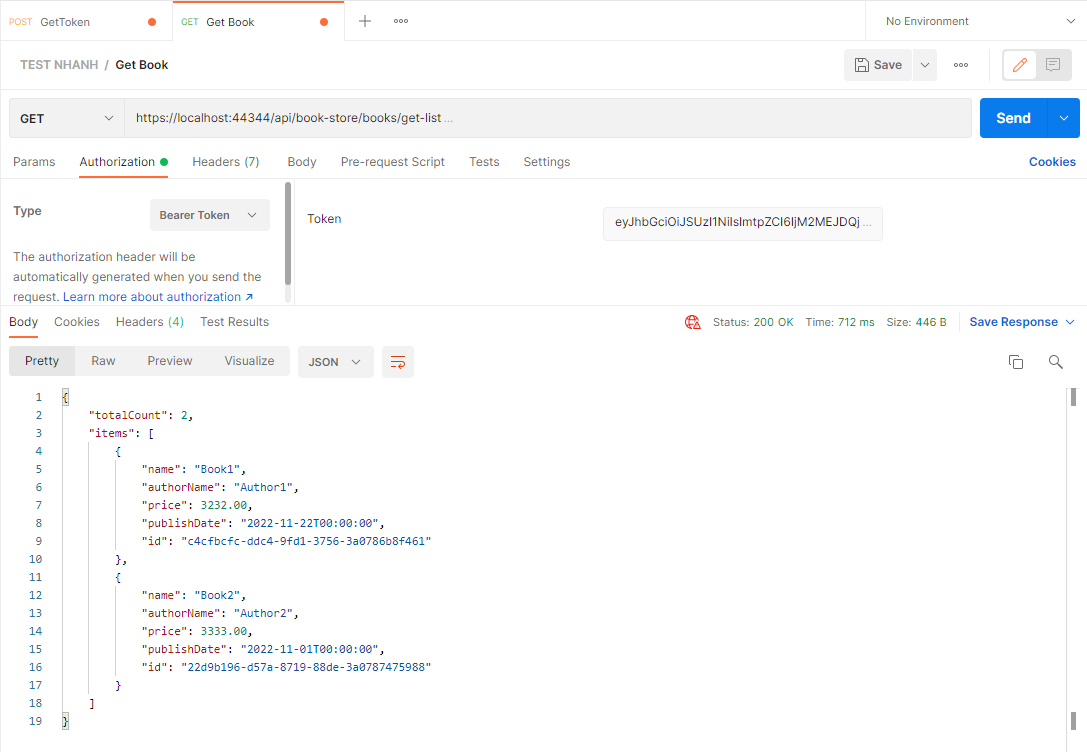 POST GetToken GET Get Book No Environment
TEST NHANH / Get Book Save
GET https://localhost:44344/api/book-store/books/get-list ... Send
Params Authorization Headers (7) Body Pre-request Script Tests Settings Cookies
Type Bearer Token Token eyJhbGciOiJSUzI1NiIsImtpZCI6IjM2MEJDQj ...
The authorization header will be
automatically generated when you send the
request. Learn more about authorization ↗
Body Cookies Headers (4) Test Results Status: 200 OK Time: 712 ms Size: 446 B Save Response
Pretty Raw Preview Visualize JSON
1 {
2 "totalCount": 2,
3 "items": [
4 {
5 "name": "Book1",
6 "authorName": "Author1",
7 "price": 3232.00,
8 "publishDate": "2022-11-22T00:00:00",
9 "id": "c4cfbcfc-ddc4-9fd1-3756-3a0786b8f461"
10 },
11 {
12 "name": "Book2",
13 "authorName": "Author2",
14 "price": 3333.00,
15 "publishDate": "2022-11-01T00:00:00",
16 "id": "22d9b196-d57a-8719-88de-3a0787475988"
17 }
18 ]
19 }